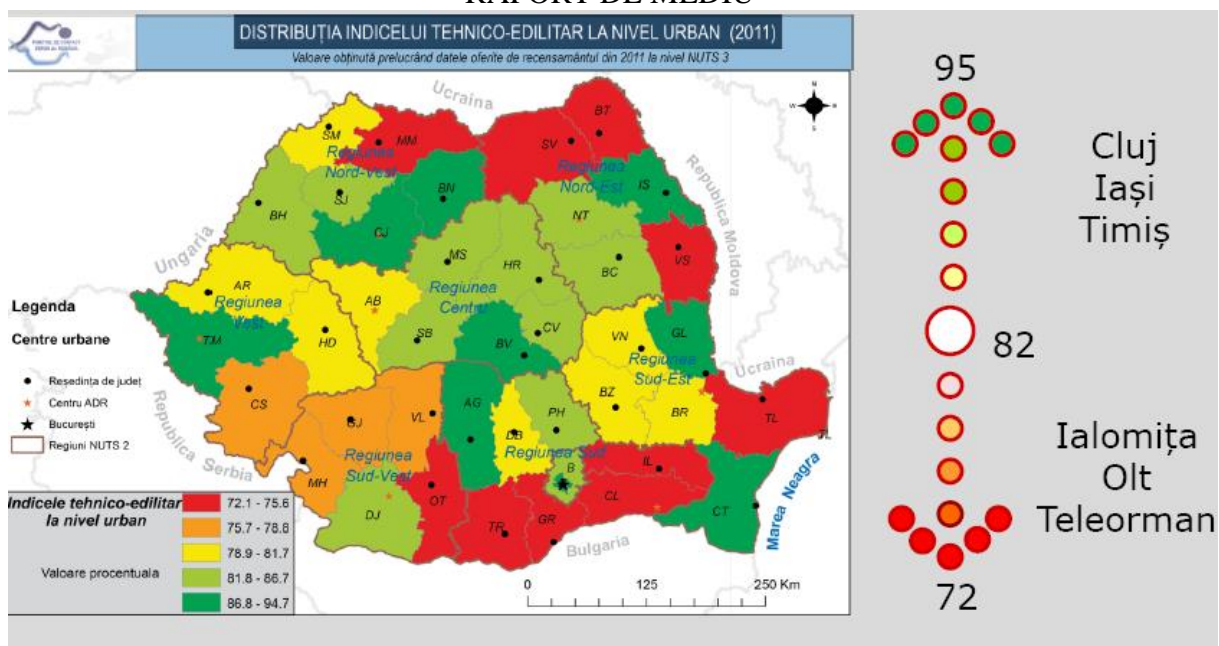 RAPORT DE MEDIU
DISTRIBUȚIA INDICELUI TEHNICO-EDILITAR LA NIVEL URBAN (2011)
Valoare obținută prelucrând datele oferite de recensamântul din 2011 la nivel NUTS 3
Ucraina
N
W
S
BT
SM
MM
SV
Regiunea
Nord-Vest
Regiunea
Nord-Est
BN
IS
SJ
BH
NT
CJ
Republica Moldova
Ungaria
MS
HR
VS
BC
AR
Regiunea
Vest
AB
Regiunea
Centru
TM
HD
SB
CV
BV
VN
GL
Regiunea
Sud-Est
Ucraina
CS
VL
AG
PH
BZ
BR
TL
GJ
DB
Regiunea Sud
Republica Serbia
Regiunea
Sud-Vest
MH
B
IL
OT
DJ
CL
CT
TR
GR
Bulgaria
Marea Neagra
Legenda
Centre urbane
Reședința de județ
Centru ADR
București
Regiuni NUTS 2
Indicele tehnico-edilitar
la nivel urban
Valoare procentuala
72.1 - 75.6
75.7 - 78.8
78.9 - 81.7
81.8 - 86.7
86.8 - 94.7
0 125 250 Km
95
Cluj
Iași
Timiș
82
Ialomița
Olt
Teleorman
72